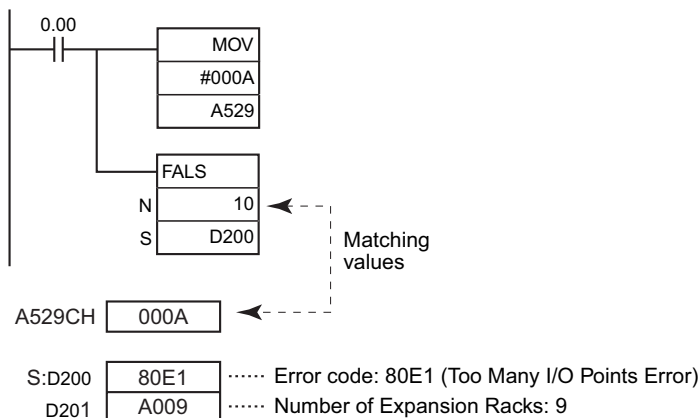 0.00
MOV
#000A
A529
FALS
N 10
S D200
Matching
values
A529CH 000A
S:D200 80E1 ······ Error code: 80E1 (Too Many I/O Points Error)
D201 A009 ······ Number of Expansion Racks: 9